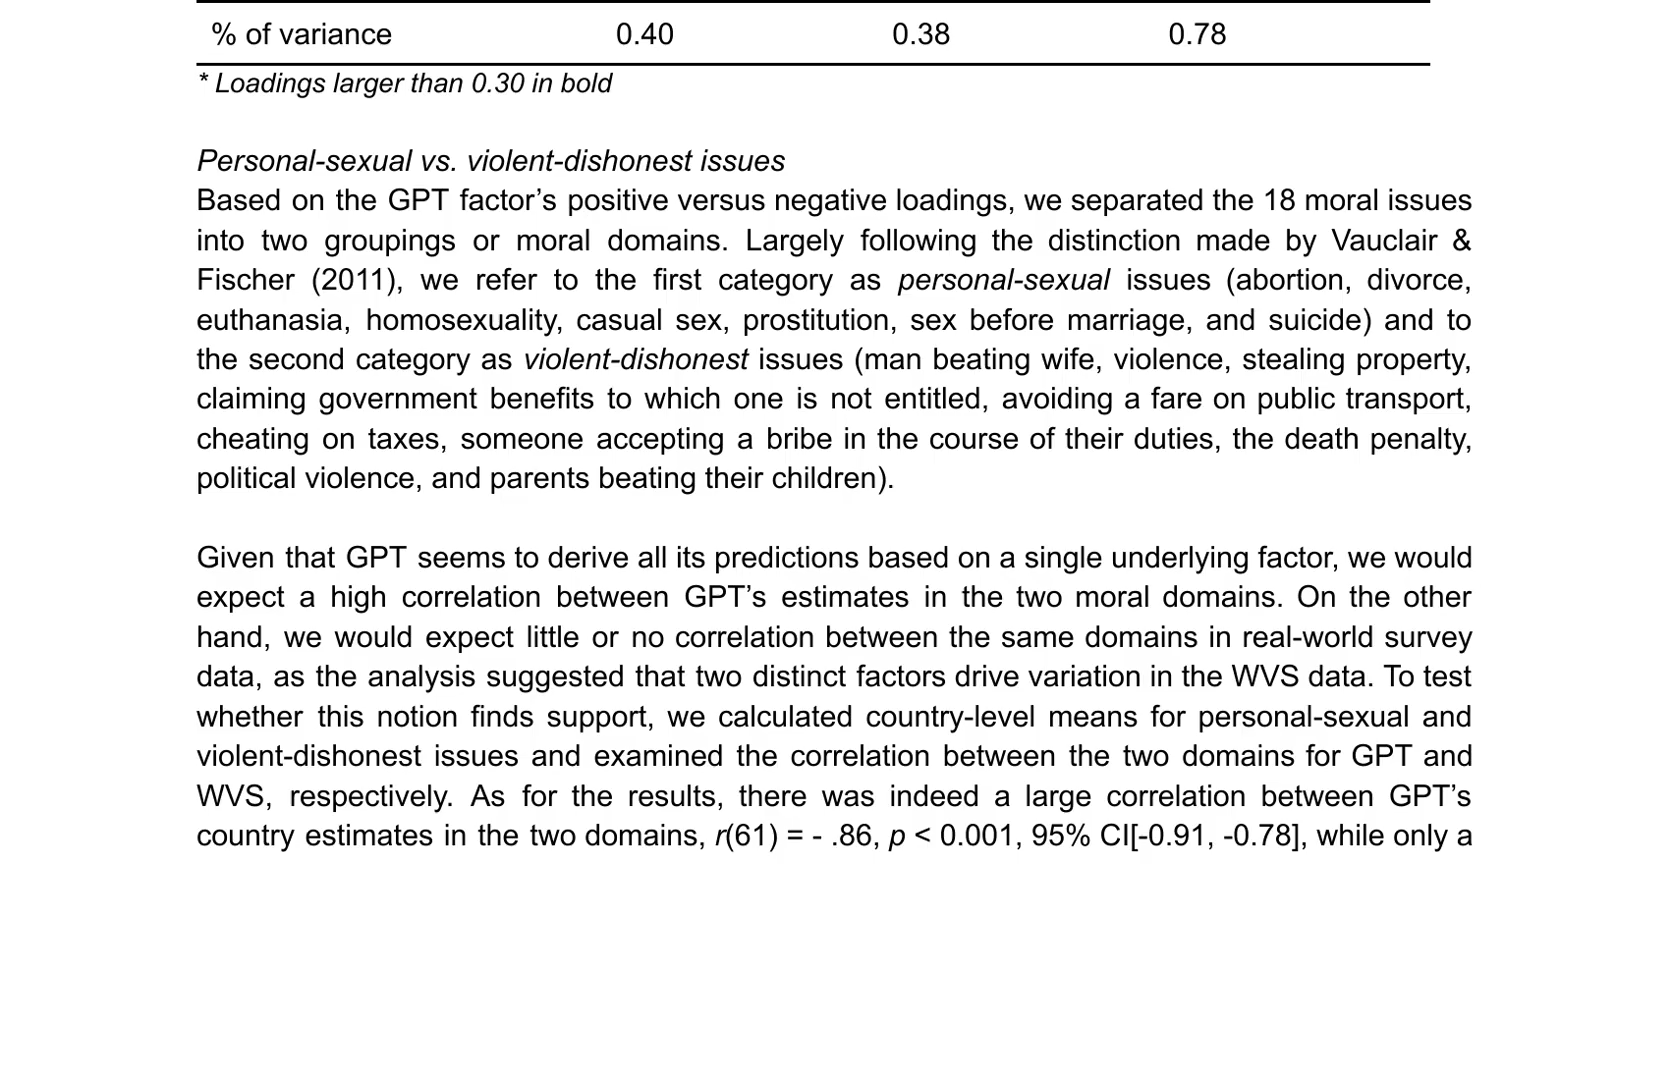 % of variance 0.40 0.38 0.78
* Loadings larger than 0.30 in bold
Personal-sexual vs. violent-dishonest issues
Based on the GPT factor’s positive versus negative loadings, we separated the 18 moral issues
into two groupings or moral domains. Largely following the distinction made by Vauclair &
Fischer (2011), we refer to the first category as personal-sexual issues (abortion, divorce,
euthanasia, homosexuality, casual sex, prostitution, sex before marriage, and suicide) and to
the second category as violent-dishonest issues (man beating wife, violence, stealing property,
claiming government benefits to which one is not entitled, avoiding a fare on public transport,
cheating on taxes, someone accepting a bribe in the course of their duties, the death penalty,
political violence, and parents beating their children).
Given that GPT seems to derive all its predictions based on a single underlying factor, we would
expect a high correlation between GPT’s estimates in the two moral domains. On the other
hand, we would expect little or no correlation between the same domains in real-world survey
data, as the analysis suggested that two distinct factors drive variation in the WVS data. To test
whether this notion finds support, we calculated country-level means for personal-sexual and
violent-dishonest issues and examined the correlation between the two domains for GPT and
WVS, respectively. As for the results, there was indeed a large correlation between GPT’s
country estimates in the two domains, r(61) = - .86, p < 0.001, 95% CI[-0.91, -0.78], while only a